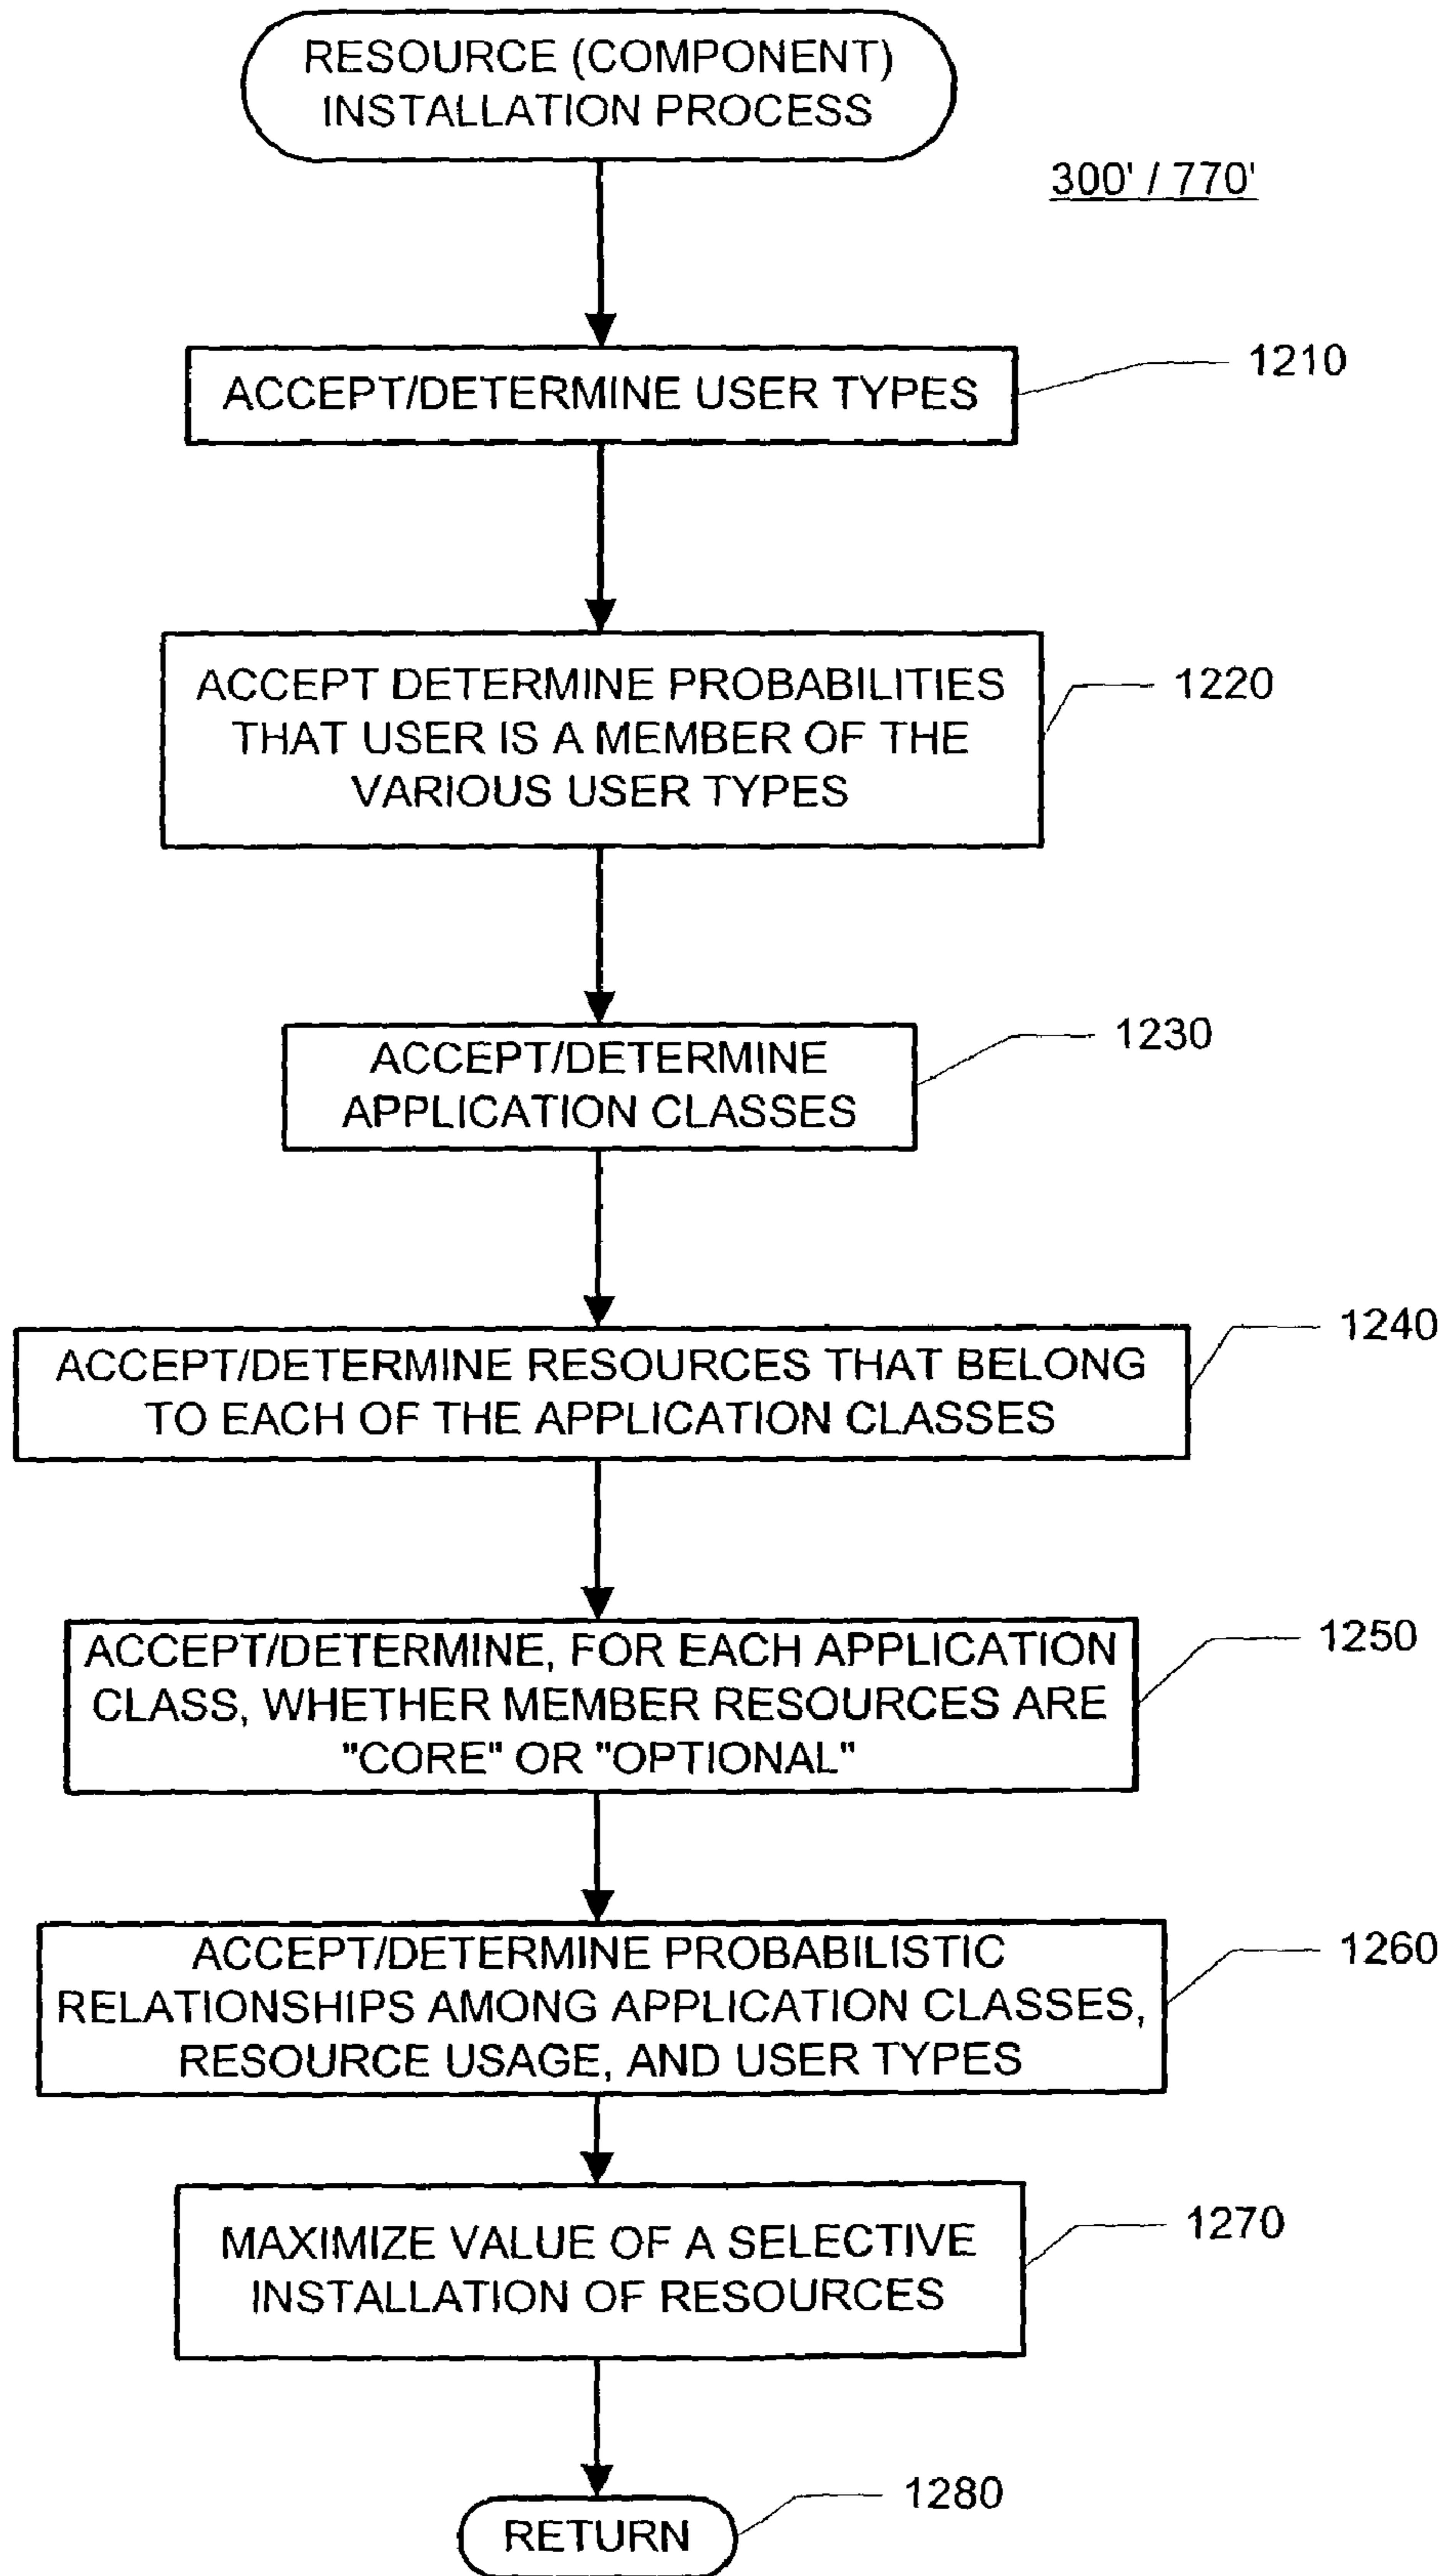 RESOURCE (COMPONENT)
INSTALLATION PROCESS
300' / 770'
ACCEPT/DETERMINE USER TYPES
1210
ACCEPT DETERMINE PROBABILITIES
THAT USER IS A MEMBER OF THE
VARIOUS USER TYPES
1220
ACCEPT/DETERMINE
APPLICATION CLASSES
1230
ACCEPT/DETERMINE RESOURCES THAT BELONG
TO EACH OF THE APPLICATION CLASSES
1240
ACCEPT/DETERMINE, FOR EACH APPLICATION
CLASS, WHETHER MEMBER RESOURCES ARE
"CORE" OR "OPTIONAL"
1250
ACCEPT/DETERMINE PROBABILISTIC
RELATIONSHIPS AMONG APPLICATION CLASSES,
RESOURCE USAGE, AND USER TYPES
1260
MAXIMIZE VALUE OF A SELECTIVE
INSTALLATION OF RESOURCES
1270
RETURN
1280